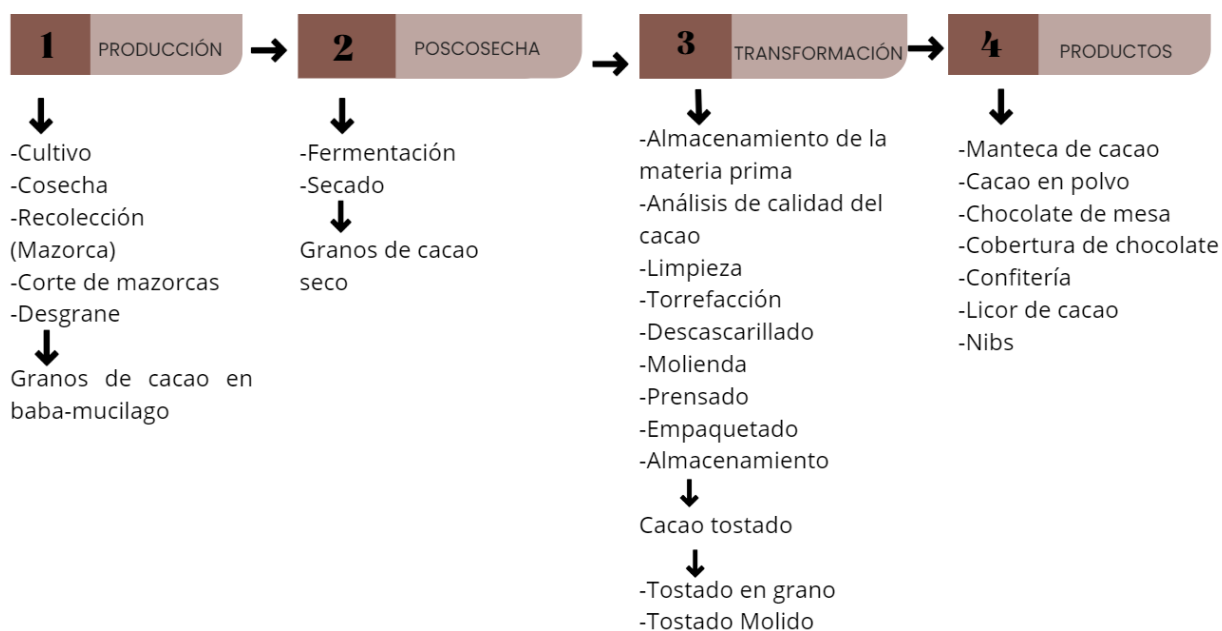 1 PRODUCCIÓN
-Cultivo
-Cosecha
-Recolección
(Mazorca)
-Corte de mazorcas
-Desgrane
Granos de cacao en
baba-mucilago
2 POSCOSECHA
-Fermentación
-Secado
Granos de cacao
seco
3 TRANSFORMACIÓN
-Almacenamiento de la
materia prima
-Análisis de calidad del
cacao
-Limpieza
-Torrefacción
-Descascarillado
-Molienda
-Prensado
-Empaquetado
-Almacenamiento
Cacao tostado
-Tostado en grano
-Tostado Molido
4 PRODUCTOS
-Manteca de cacao
-Cacao en polvo
-Chocolate de mesa
-Cobertura de chocolate
-Confitería
-Licor de cacao
-Nibs